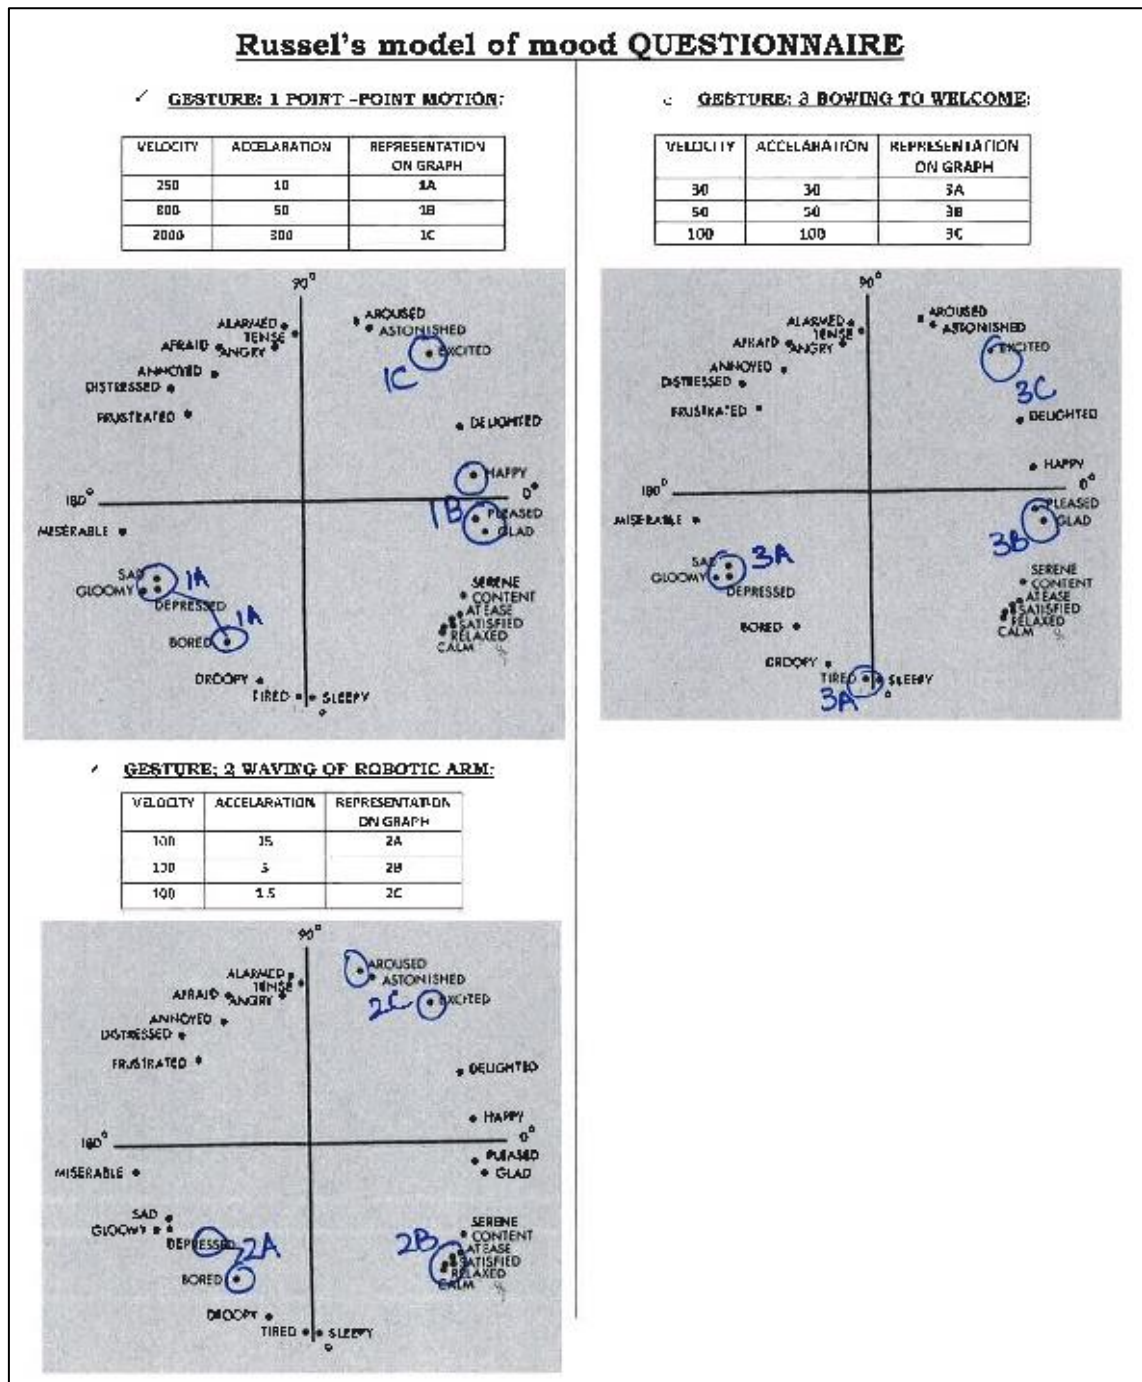 Russel's model of mood QUESTIONNAIRE
✓ GESTURE: 1 POINT -POINT MOTION:
VELOCITY ACCELARATION REPRESENTATION ON GRAPH
250 10 1A
800 50 1B
2000 300 1C
90°
ALARMED
TENSE
AFRAID
ANGRY
ANNOYED
DISTRESSED
FRUSTRATED
AROUSED
ASTONISHED
EXCITED
1C
DELIGHTED
HAPPY
180°
0°
1B
PLEASED
GLAD
MISERABLE
SAD
GLOOMY
1A
DEPRESSED
1A
BORED
DROOPY
TIRED
SLEEPY
SERENE
CONTENT
AT EASE
SATISFIED
RELAXED
CALM
GESTURE: 2 WAVING OF ROBOTIC ARM:
VELOCITY ACCELARATION REPRESENTATION ON GRAPH
100 2A
100 5 2B
100 1.5 2C
90°
ALARMED
TENSE
AFRAID
ANGRY
ANNOYED
DISTRESSED
FRUSTRATED
AROUSED
ASTONISHED
2C
EXCITED
DELIGHTED
HAPPY
180°
0°
PLEASED
GLAD
MISERABLE
SAD
GLOOMY
DEPRESSED
2A
BORED
DROOPY
TIRED
SLEEPY
2B
SERENE
CONTENT
AT EASE
SATISFIED
RELAXED
CALM
GESTURE: 3 BOWING TO WELCOME:
VELOCITY ACCELARATION REPRESENTATION ON GRAPH
30 30 3A
50 50 3B
100 100 3C
90°
ALARMED
TENSE
AFRAID
ANGRY
ANNOYED
DISTRESSED
FRUSTRATED
AROUSED
ASTONISHED
EXCITED
3C
DELIGHTED
HAPPY
180°
0°
PLEASED
GLAD
3B
MISERABLE
SAD
GLOOMY
3A
DEPRESSED
BORED
DROOPY
TIRED
SLEEPY
3A
SERENE
CONTENT
AT EASE
SATISFIED
RELAXED
CALM